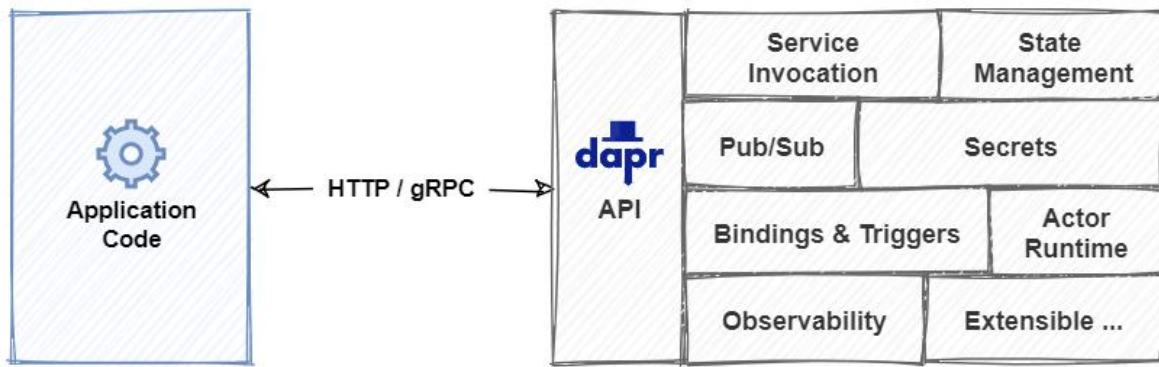 Application
Code
HTTP / gRPC
dapr
API
Service
Invocation
State
Management
Pub/Sub
Secrets
Bindings & Triggers
Actor
Runtime
Observability
Extensible ...